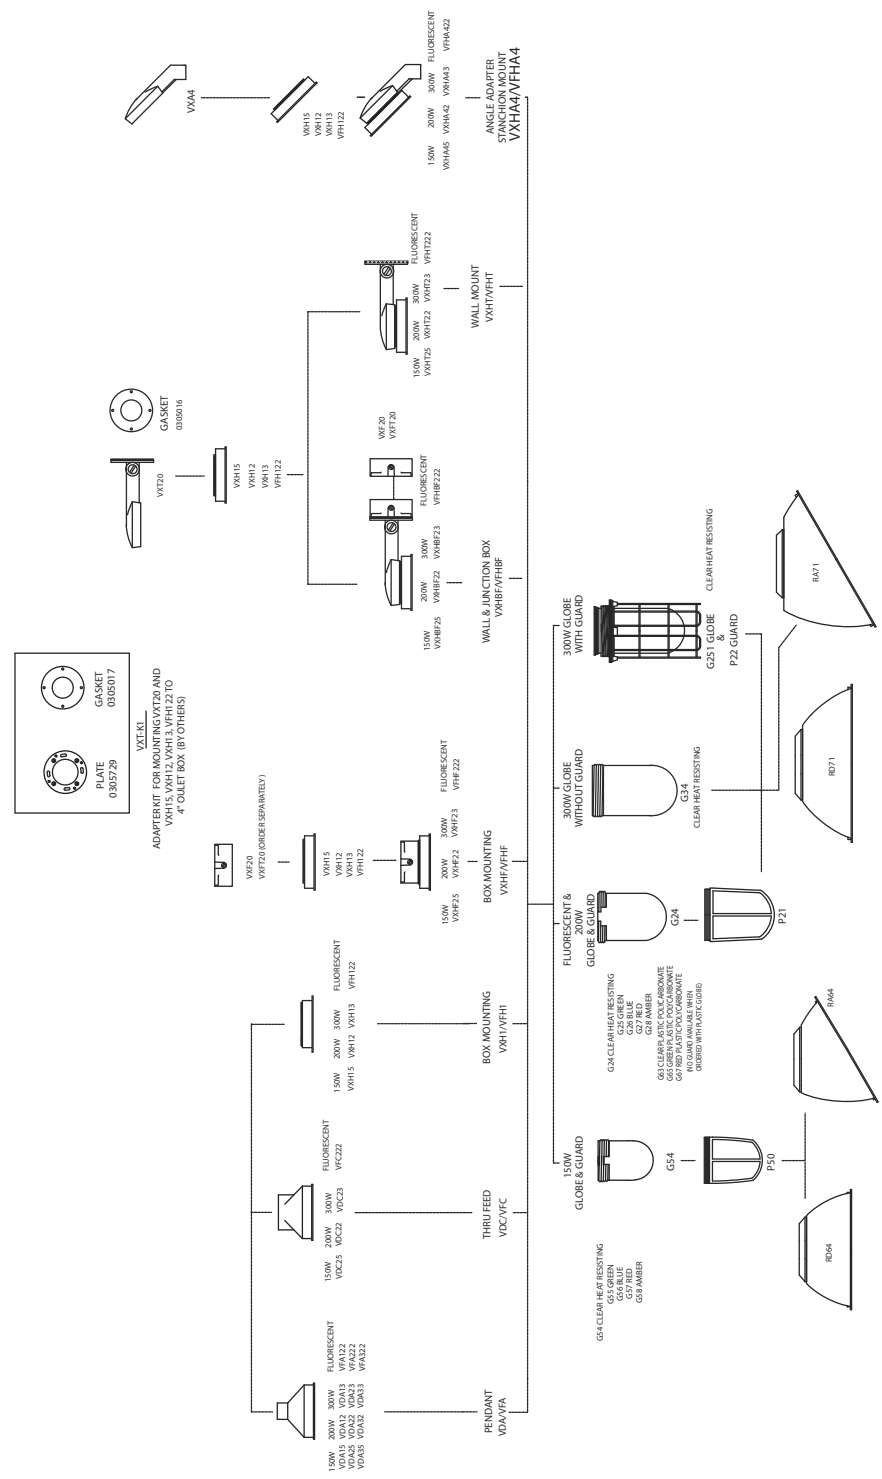 PLATE
0305729
GASKET
0305017
VXT-K1
ADAPTER KIT FOR MOUNTING VXT20 AND
VXH15, VXH12, VXH13, VFH122 TO
4" OULET BOX (BY OTHERS)
VXT20
GASKET
0305016
VXA4
VXF20
VXFT20 (ORDER SEPARATELY)
VXH15
VXH12
VXH13
VFH122
VXH15
VXH12
VXH13
VFH122
VXH15
VXH12
VXH13
VFH122
150W 200W 300W FLUORESCENT
VDA15 VDA12 VDA13 VFA122
VDA25 VDA22 VDA23 VFA222
VDA35 VDA32 VDA33 VFA322
PENDANT
VDA/VFA
150W 200W 300W FLUORESCENT
VDC25 VDC22 VDC23 VFC222
THRU FEED
VDC/VFC
150W 200W 300W FLUORESCENT
VXH15 VXH12 VXH13 VFH122
BOX MOUNTING
VXH1/VFH1
150W 200W 300W FLUORESCENT
VXHF25 VXHF22 VXHF23 VFHF222
BOX MOUNTING
VXHF/VFHF
VXF20
VXFT20
150W 200W 300W FLUORESCENT
VXHBF25 VXHBF22 VXHBF23 VFHBF222
WALL & JUNCTION BOX
VXHBF/VFHBF
150W 200W 300W FLUORESCENT
VXHT25 VXHT22 VXHT23 VFHT222
WALL MOUNT
VXHT/VFHT
150W 200W 300W FLUORESCENT
VXHA45 VXHA42 VXHA43 VFHA422
ANGLE ADAPTER
STANCHION MOUNT
VXHA4/VFHA4
150W
GLOBE & GUARD
G54 CLEAR HEAT RESISTING
G55 GREEN
G56 BLUE
G57 RED
G58 AMBER
G54
P50
RD64
RA64
FLUORESCENT &
200W
GLOBE & GUARD
G24 CLEAR HEAT RESISTING
G25 GREEN
G26 BLUE
G27 RED
G28 AMBER
G63 CLEAR PLASTIC POLYCARBONATE
G65 GREEN PLASTIC POLYCARBONATE
G67 RED PLASTIC POLYCARBONATE
(NO GUARD AVAILABLE WHEN
ORDERED WITH PLASTIC GLOBE)
G24
P21
300W GLOBE
WITHOUT GUARD
G34
CLEAR HEAT RESISTING
300W GLOBE
WITH GUARD
G251 GLOBE
&
P22 GUARD
CLEAR HEAT RESISTING
RD71
RA71